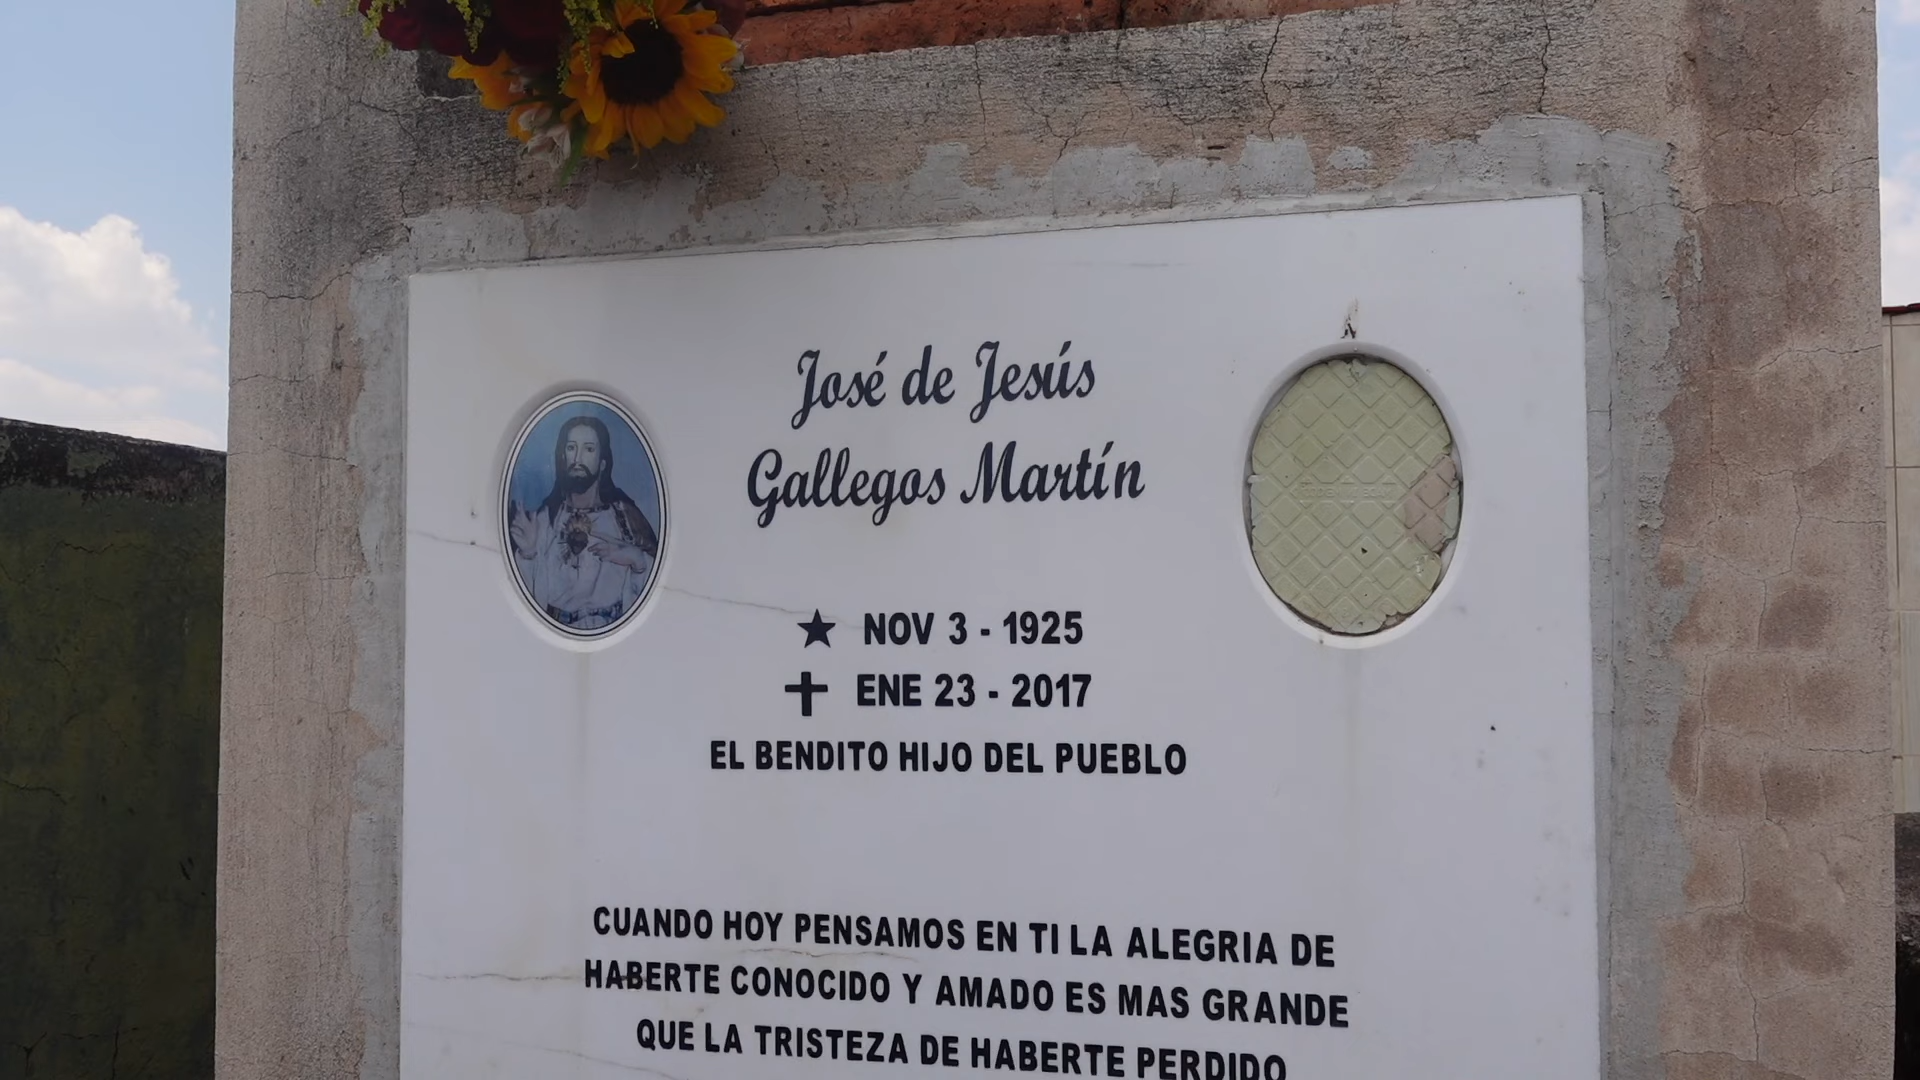 José de Jesús
Gallegos Martín
NOV 3 - 1925
ENE 23 - 2017
EL BENDITO HIJO DEL PUEBLO
CUANDO HOY PENSAMOS EN TI LA ALEGRIA DE
HABERTE CONOCIDO Y AMADO ES MAS GRANDE
QUE LA TRISTEZA DE HABERTE PERDIDO